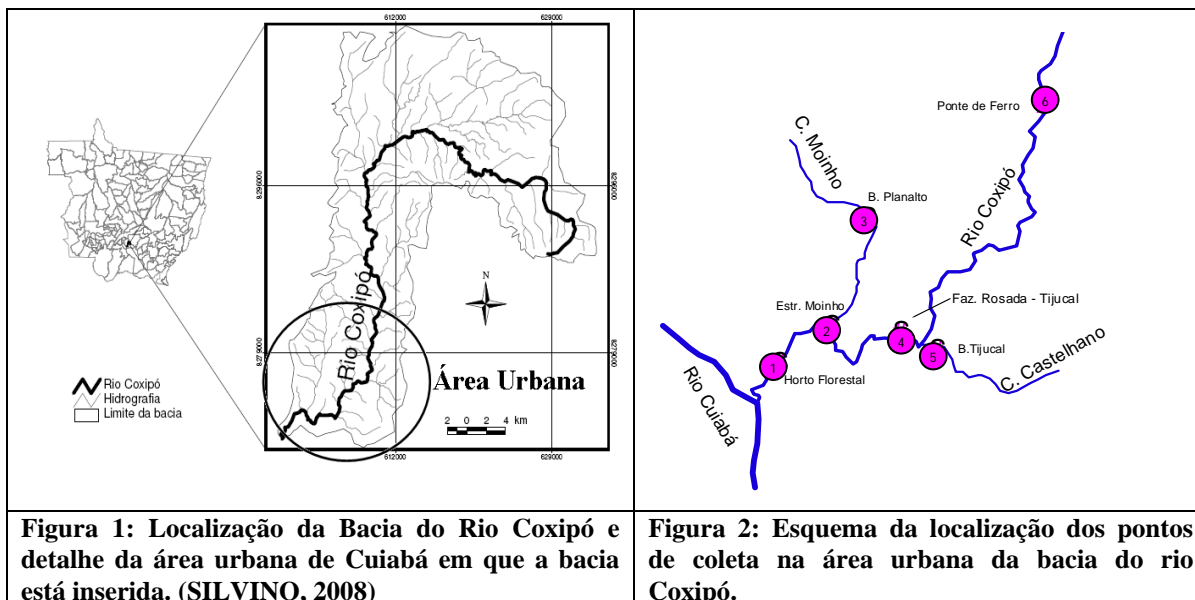 612000
629000
8296000
8296000
8279000
8279000
Rio Coxipó
Área Urbana
N
2 0 2 4 km
612000
629000
Rio Coxipó
Hidrografia
Limite da bacia
Figura 1: Localização da Bacia do Rio Coxipó e
detalhe da área urbana de Cuiabá em que a bacia
está inserida. (SILVINO, 2008)
Ponte de Ferro
6
C. Moinho
B. Planalto
3
Rio Coxipó
Faz. Rosada - Tijucal
Estr. Moinho
2
4
5
B.Tijucal
C. Castelhano
1
Horto Florestal
Rio Cuiabá
Figura 2: Esquema da localização dos pontos
de coleta na área urbana da bacia do rio
Coxipó.